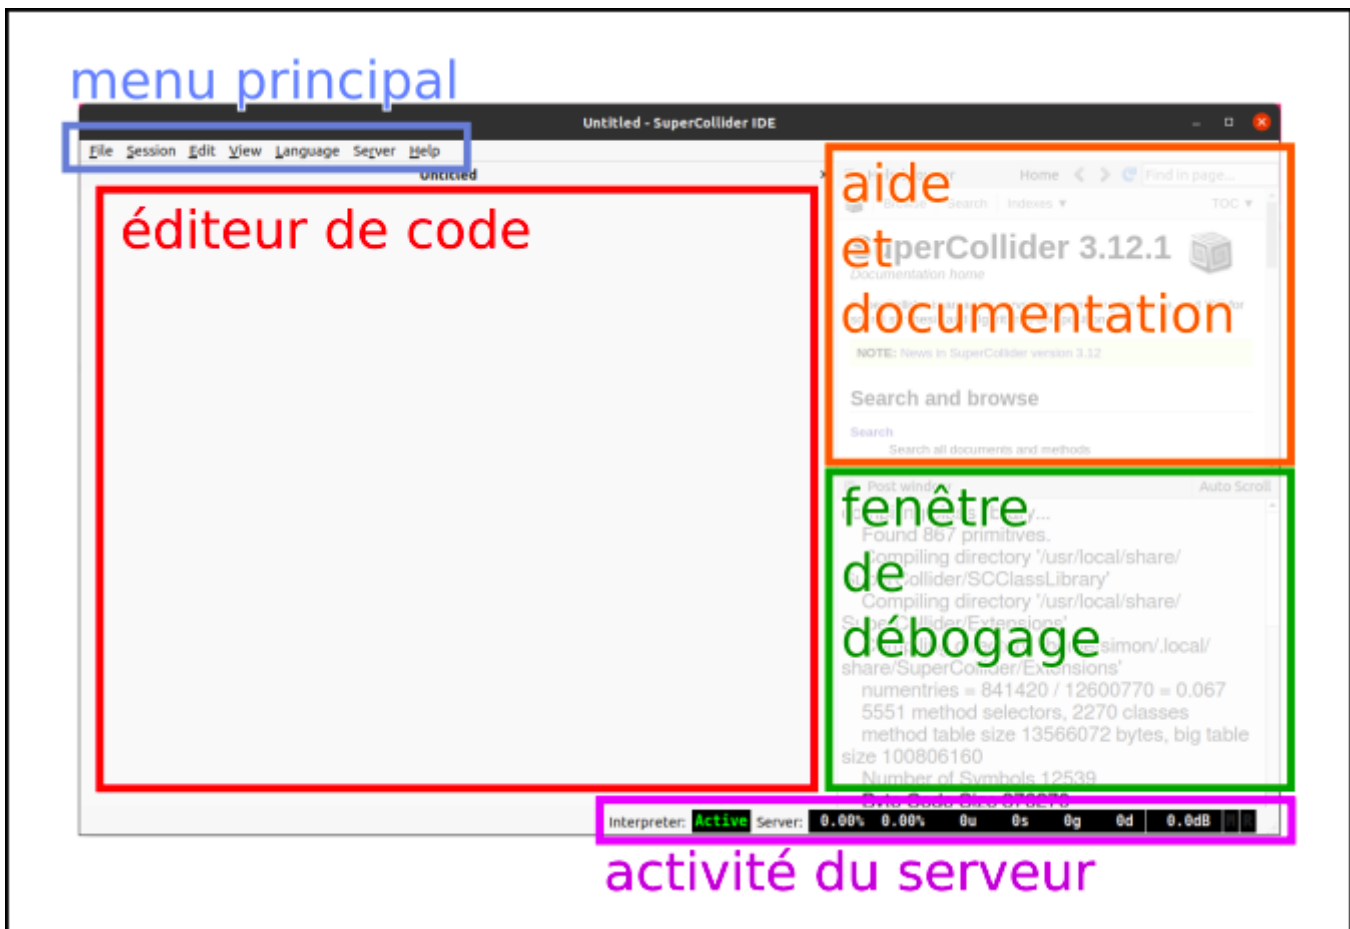 menu principal
Untitled - SuperCollider IDE
File Session Edit View Language Server Help
Untitled
aide
et
documentation
Home Find in page...
Browse Search Indexes ▼ TOC ▼
SuperCollider 3.12.1
Documentation home
NOTE: News in SuperCollider version 3.12
Search and browse
Search
Search all documents and methods
éditeur de code
fenêtre
de
débogage
Post window Auto Scroll
Found 867 primitives.
Compiling directory '/usr/local/share/
SuperCollider/SCClassLibrary'
Compiling directory '/usr/local/share/
SuperCollider/Extensions'
simon/.local/
share/SuperCollider/Extensions'
numentries = 841420 / 12600770 = 0.067
5551 method selectors, 2270 classes
method table size 13566072 bytes, big table
size 100806160
Number of Symbols 12539
Byte Code Size
Interpreter: Active Server: 0.00% 0.00% 0u 0s 0g 0d 0.0dB M R
activité du serveur